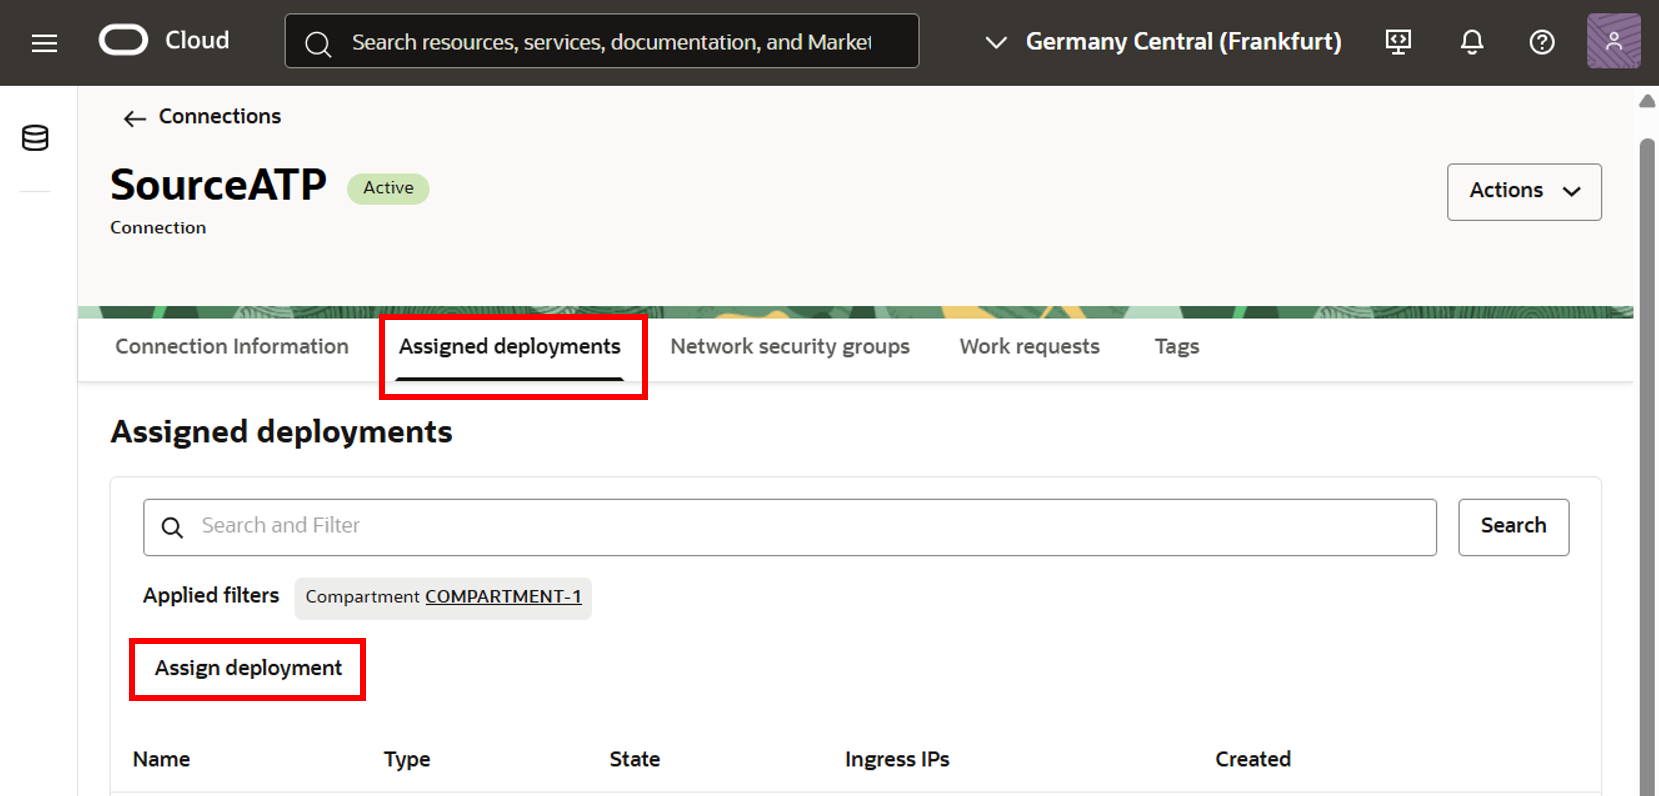 Cloud
Search resources, services, documentation, and Market
Germany Central (Frankfurt)
Connections
SourceATP
Active
Connection
Actions
Connection Information
Assigned deployments
Network security groups
Work requests
Tags
Assigned deployments
Search and Filter
Search
Applied filters
Compartment COMPARTMENT-1
Assign deployment
Name
Type
State
Ingress IPs
Created